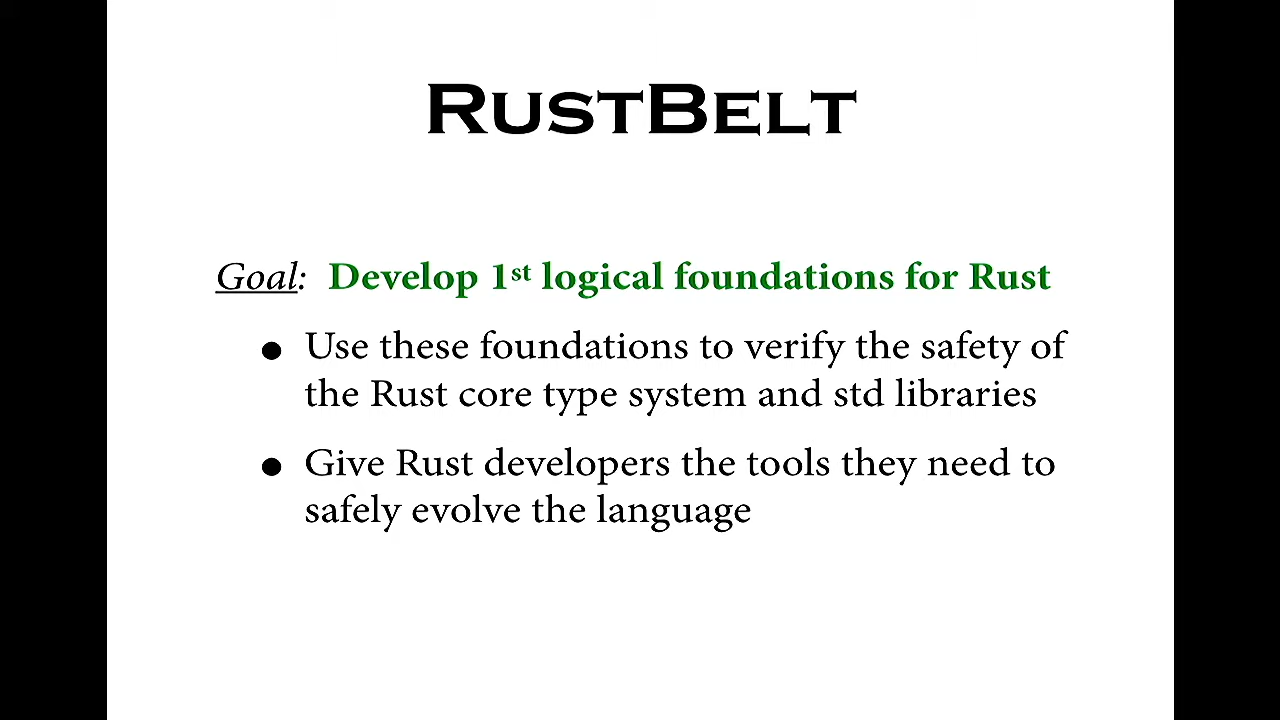 RustBelt
Goal: Develop 1st logical foundations for Rust
● Use these foundations to verify the safety of
the Rust core type system and std libraries
● Give Rust developers the tools they need to
safely evolve the language